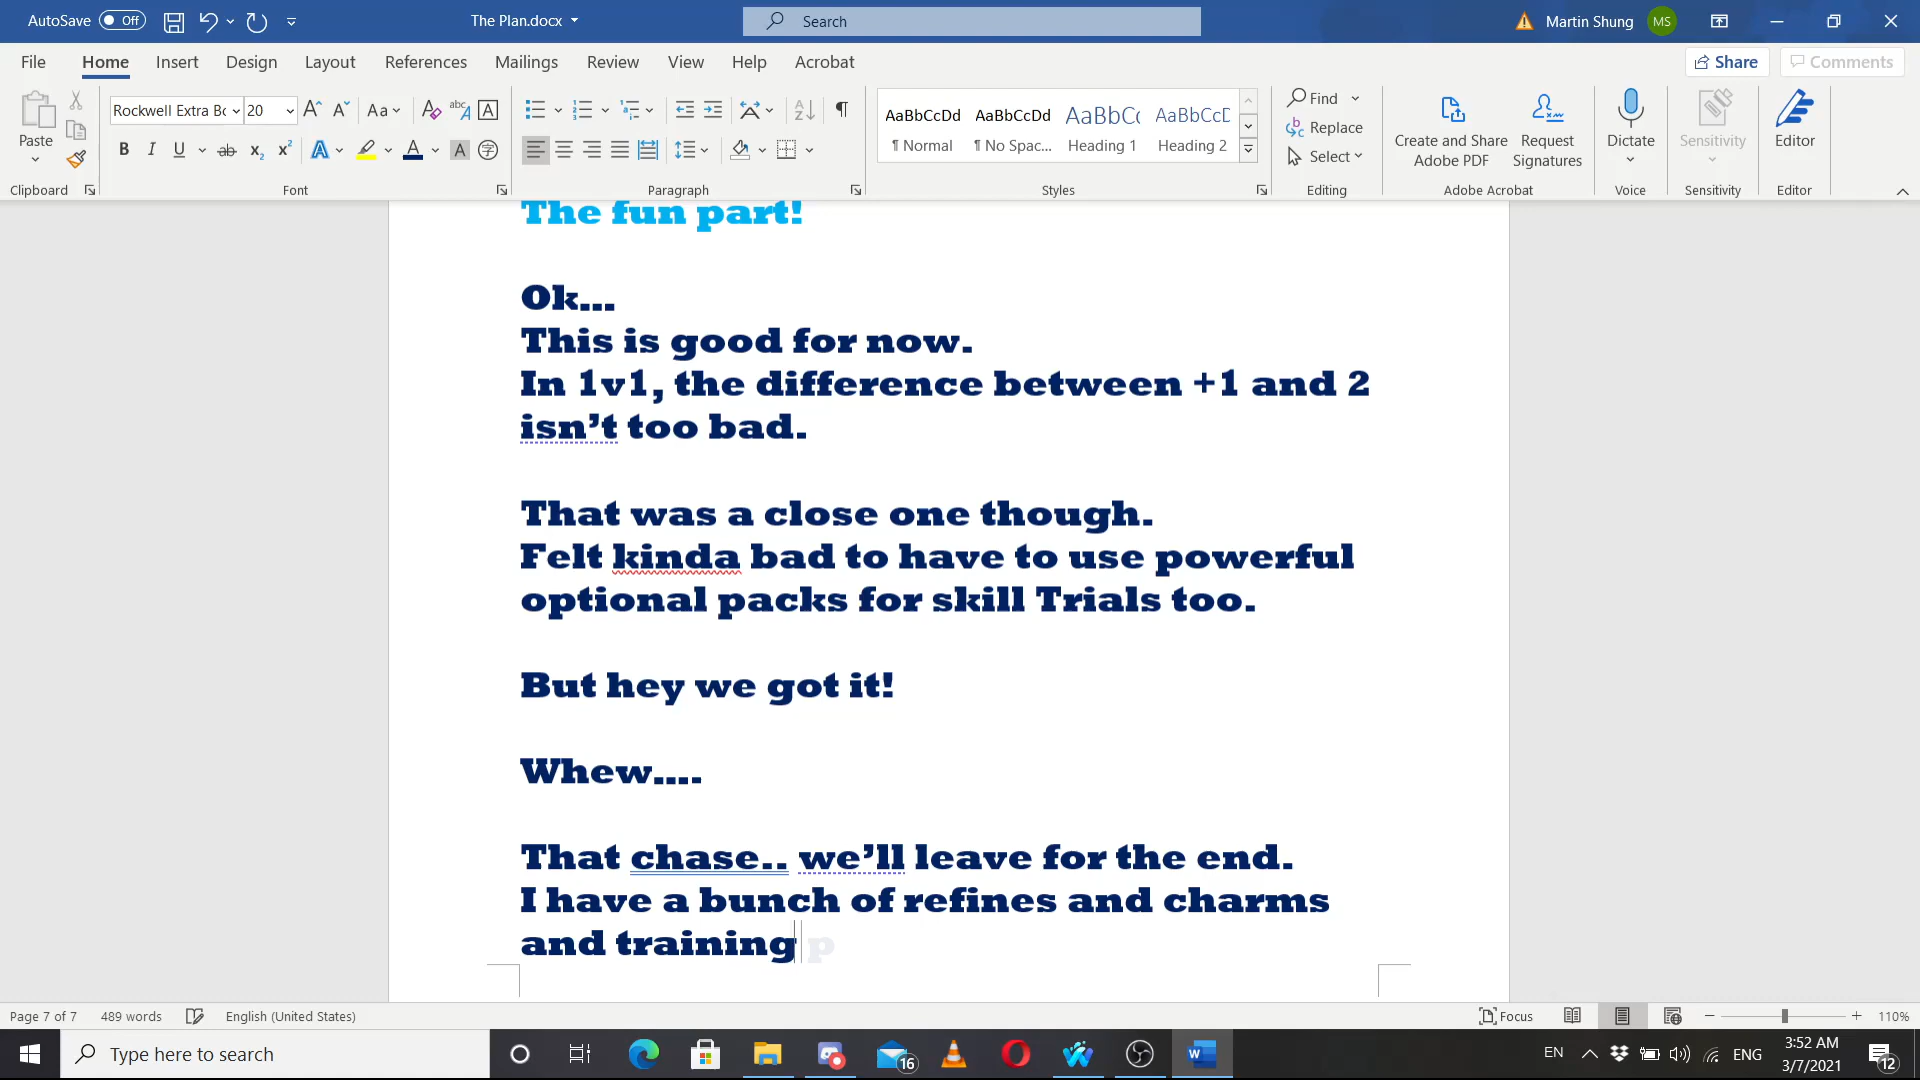 AutoSave Off The Plan.docx Search Martin Shung MS
File Home Insert Design Layout References Mailings Review View Help Acrobat Share Comments
Rockwell Extra Bo 20 Aa A
AaBbCcDd AaBbCcDd AaBbCc AaBbCcD
Find
Paste
Replace
Create and Share Request Dictate Sensitivity Editor
B I U ab x₂ x² A A A
¶ Normal ¶ No Spac... Heading 1 Heading 2
Select
Adobe PDF Signatures
Clipboard Font Paragraph Styles Editing Adobe Acrobat Voice Sensitivity Editor
The fun part!
Ok...
This is good for now.
In 1v1, the difference between +1 and 2
isn’t too bad.
That was a close one though.
Felt kinda bad to have to use powerful
optional packs for skill Trials too.
But hey we got it!
Whew....
That chase.. we’ll leave for the end.
I have a bunch of refines and charms
and training p
Page 7 of 7 489 words English (United States) Focus 110%
Type here to search 16 EN ENG 3:52 AM
3/7/2021 12